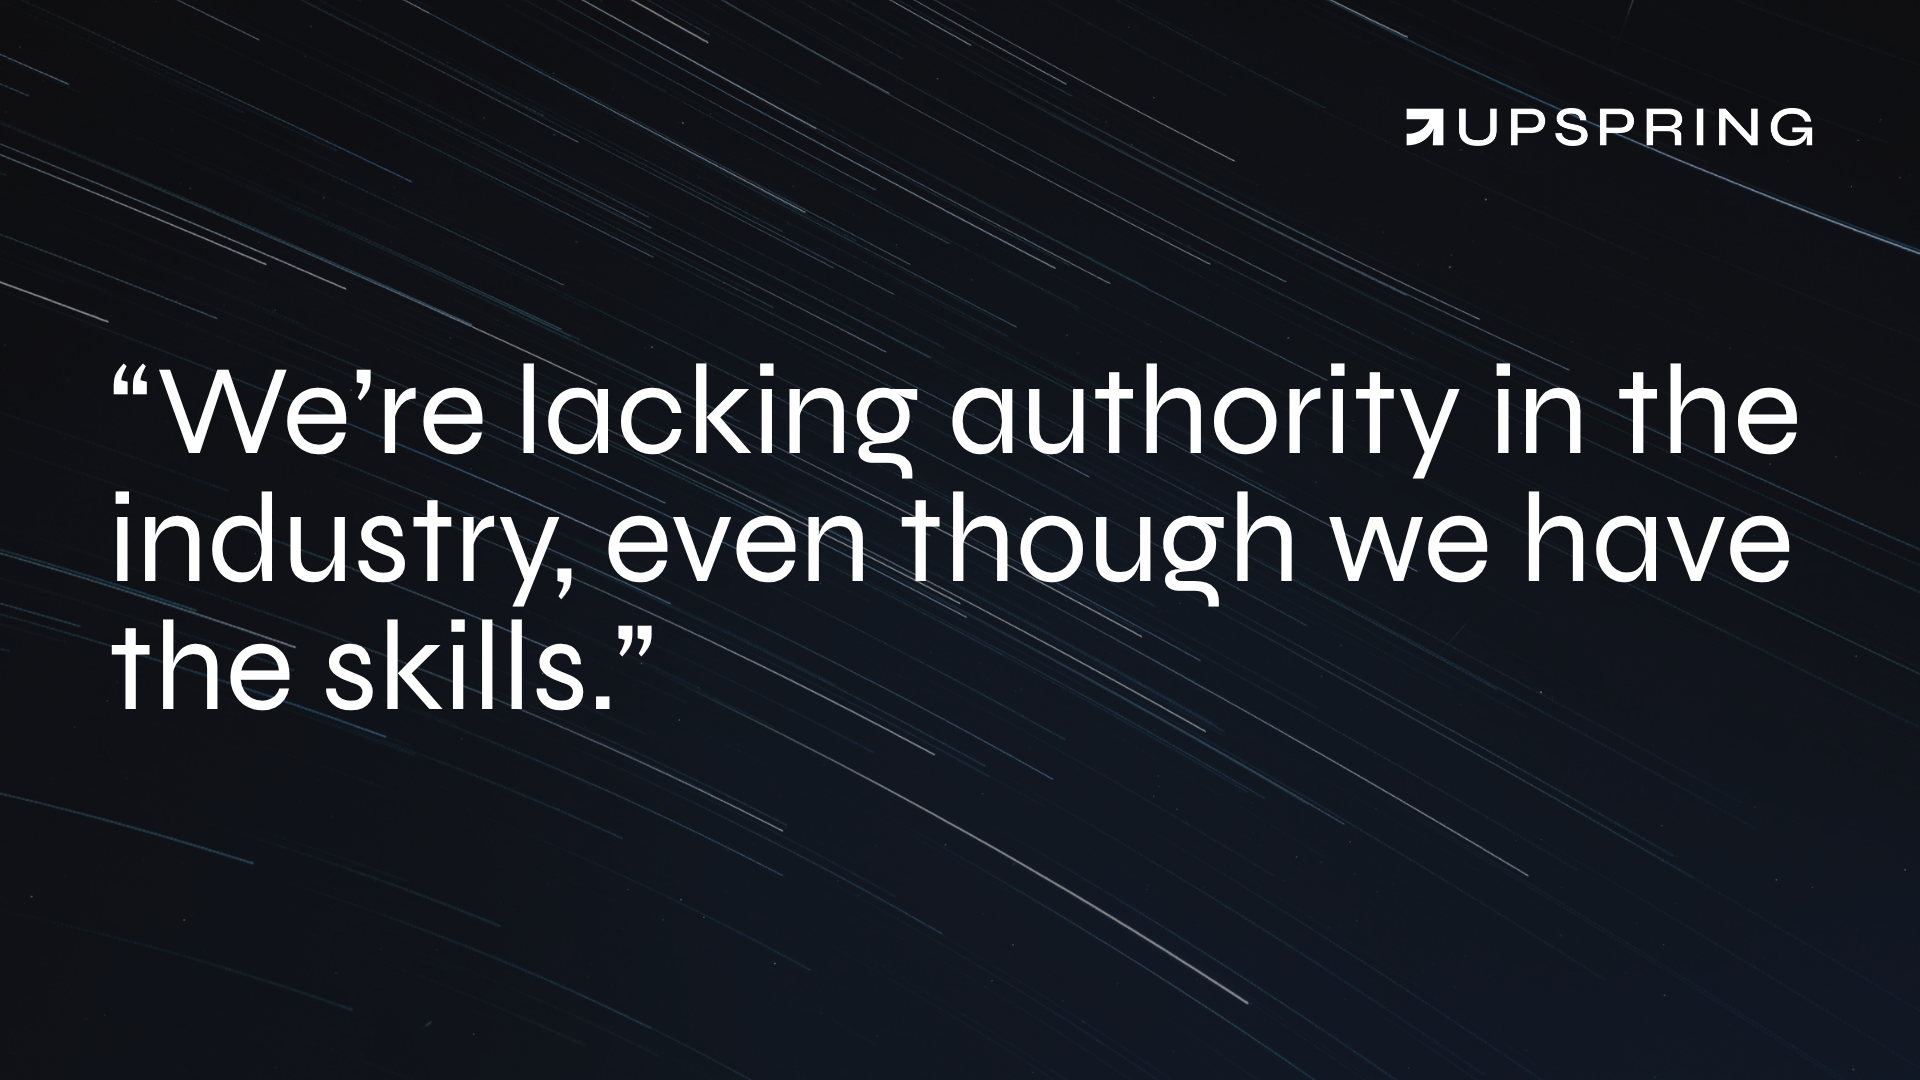 UPSPRING
“We’re lacking authority in the
industry, even though we have
the skills.”